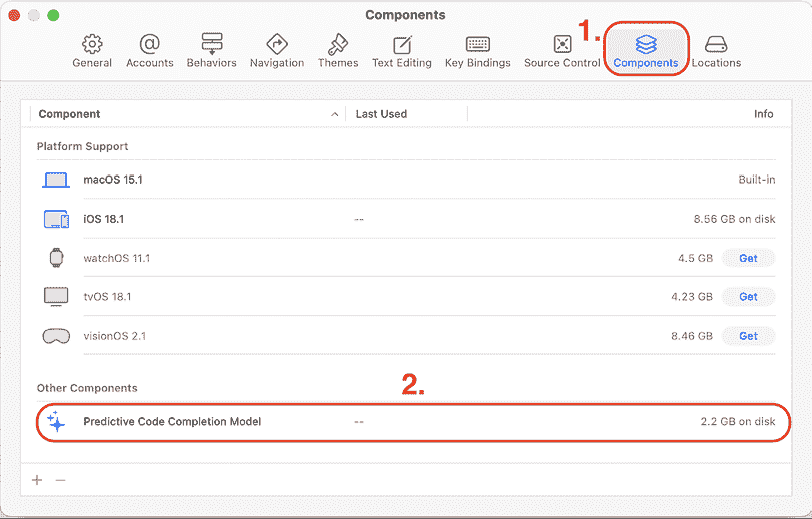 Components
1.
General Accounts Behaviors Navigation Themes Text Editing Key Bindings Source Control Components Locations
Component Last Used Info
Platform Support
macOS 15.1 Built-in
iOS 18.1 -- 8.56 GB on disk
watchOS 11.1 4.5 GB Get
tvOS 18.1 4.23 GB Get
visionOS 2.1 8.46 GB Get
Other Components
2.
Predictive Code Completion Model -- 2.2 GB on disk